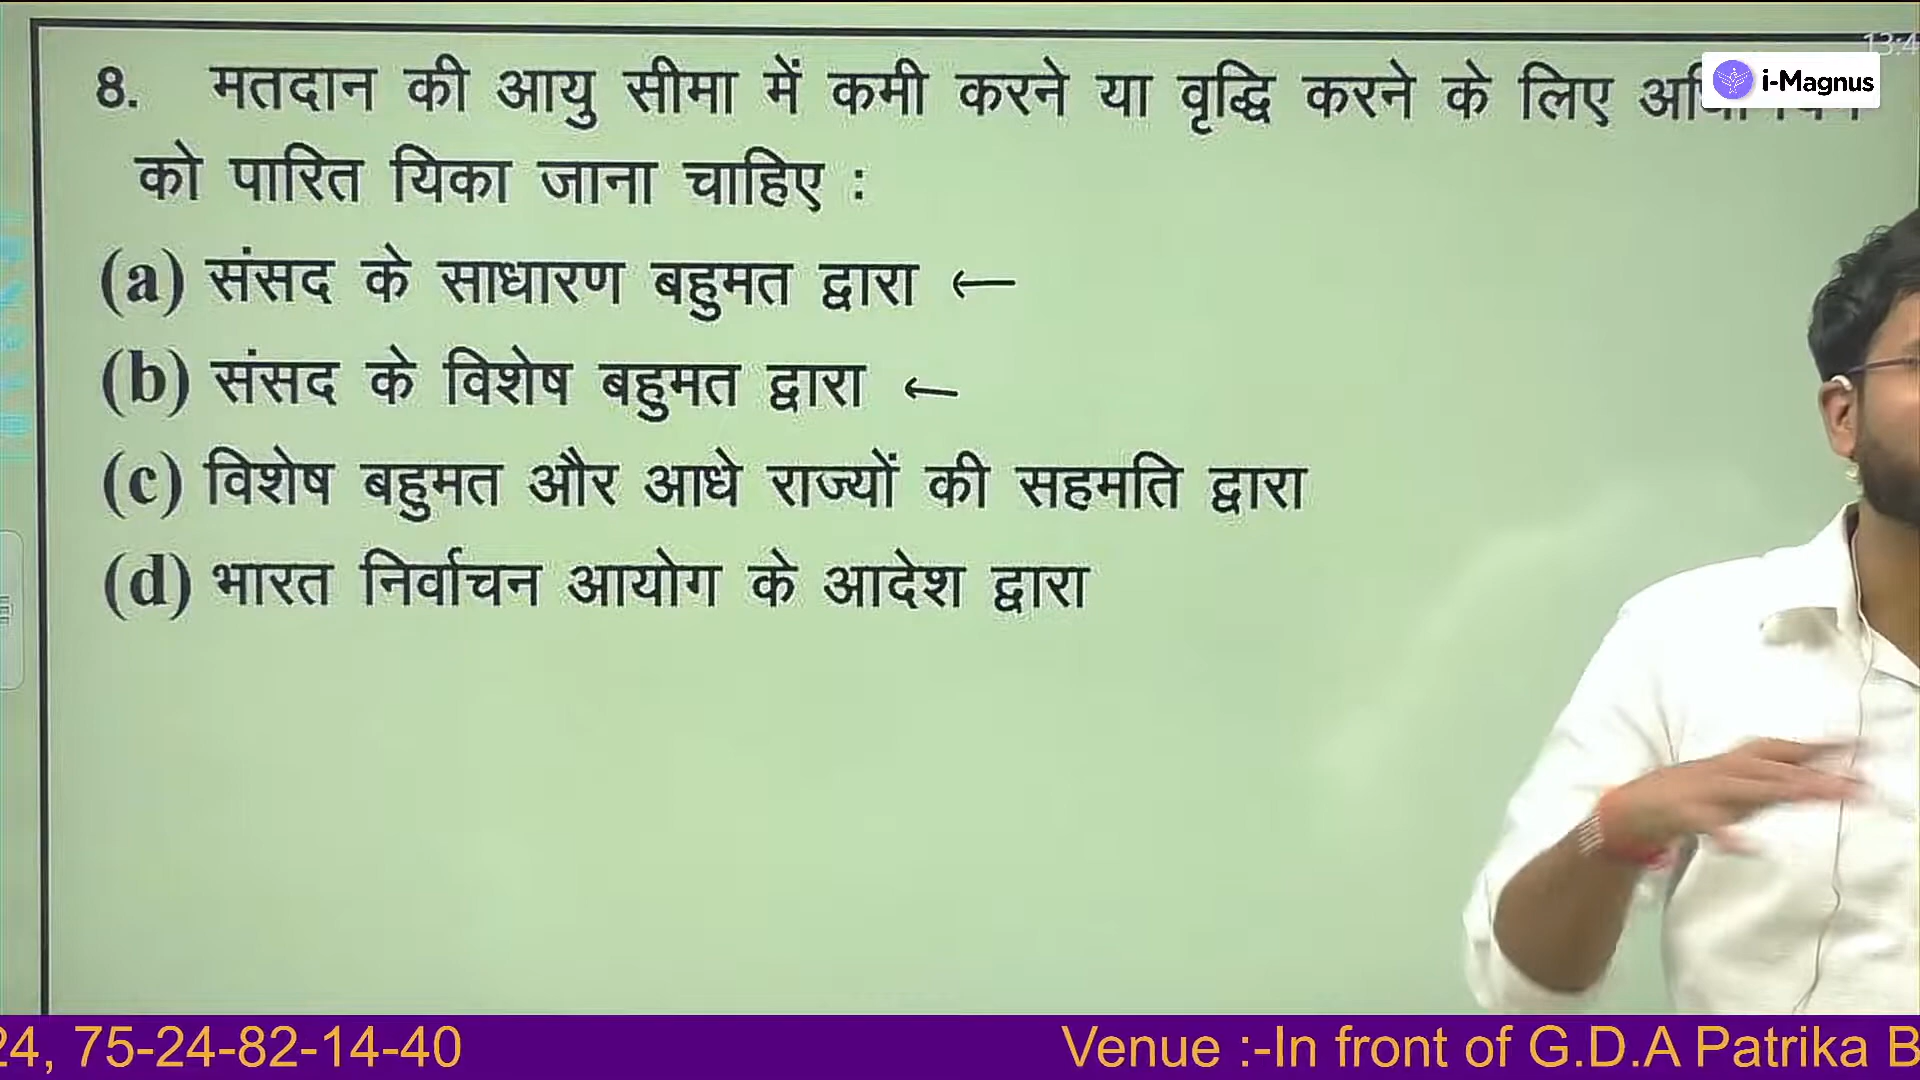 8. मतदान की आयु सीमा में कमी करने या वृद्धि करने के लिए
i-Magnus
को पारित यिका जाना चाहिए :
(a) संसद के साधारण बहुमत द्वारा ←
(b) संसद के विशेष बहुमत द्वारा ←
(c) विशेष बहुमत और आधे राज्यों की सहमति द्वारा
(d) भारत निर्वाचन आयोग के आदेश द्वारा
24, 75-24-82-14-40
Venue :-In front of G.D.A Patrika B